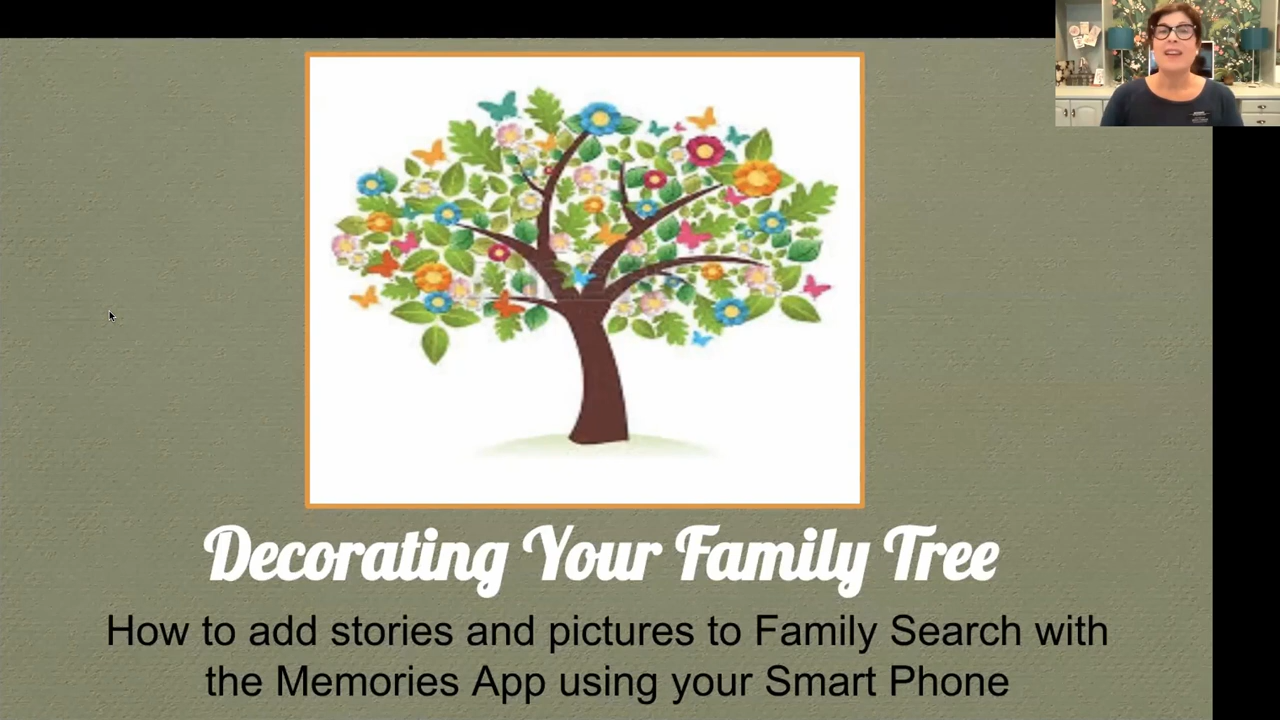 Decorating Your Family Tree
How to add stories and pictures to Family Search with
the Memories App using your Smart Phone